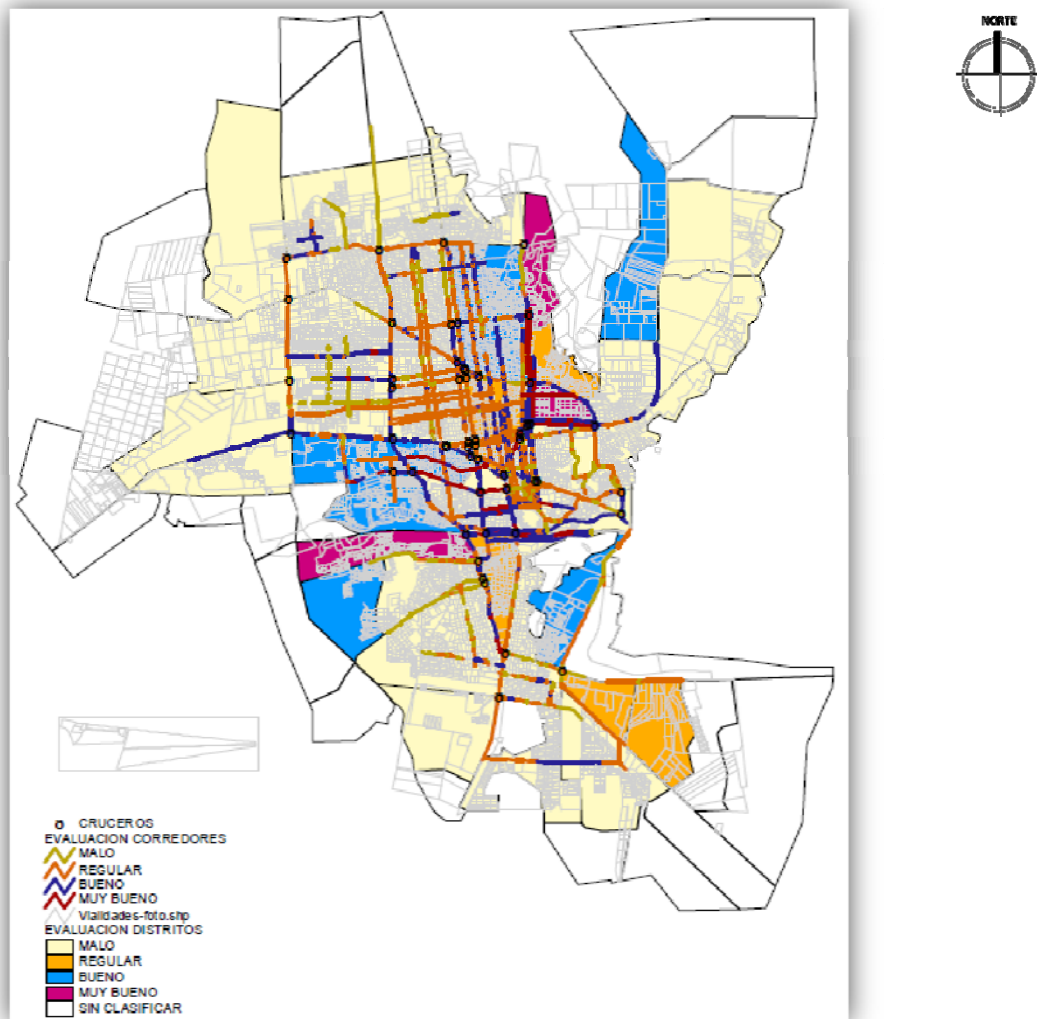 NORTE
CRUCEROS
EVALUACION CORREDORES
MALO
REGULAR
BUENO
MUY BUENO
Vialidades-foto.shp
EVALUACION DISTRITOS
MALO
REGULAR
BUENO
MUY BUENO
SIN CLASIFICAR